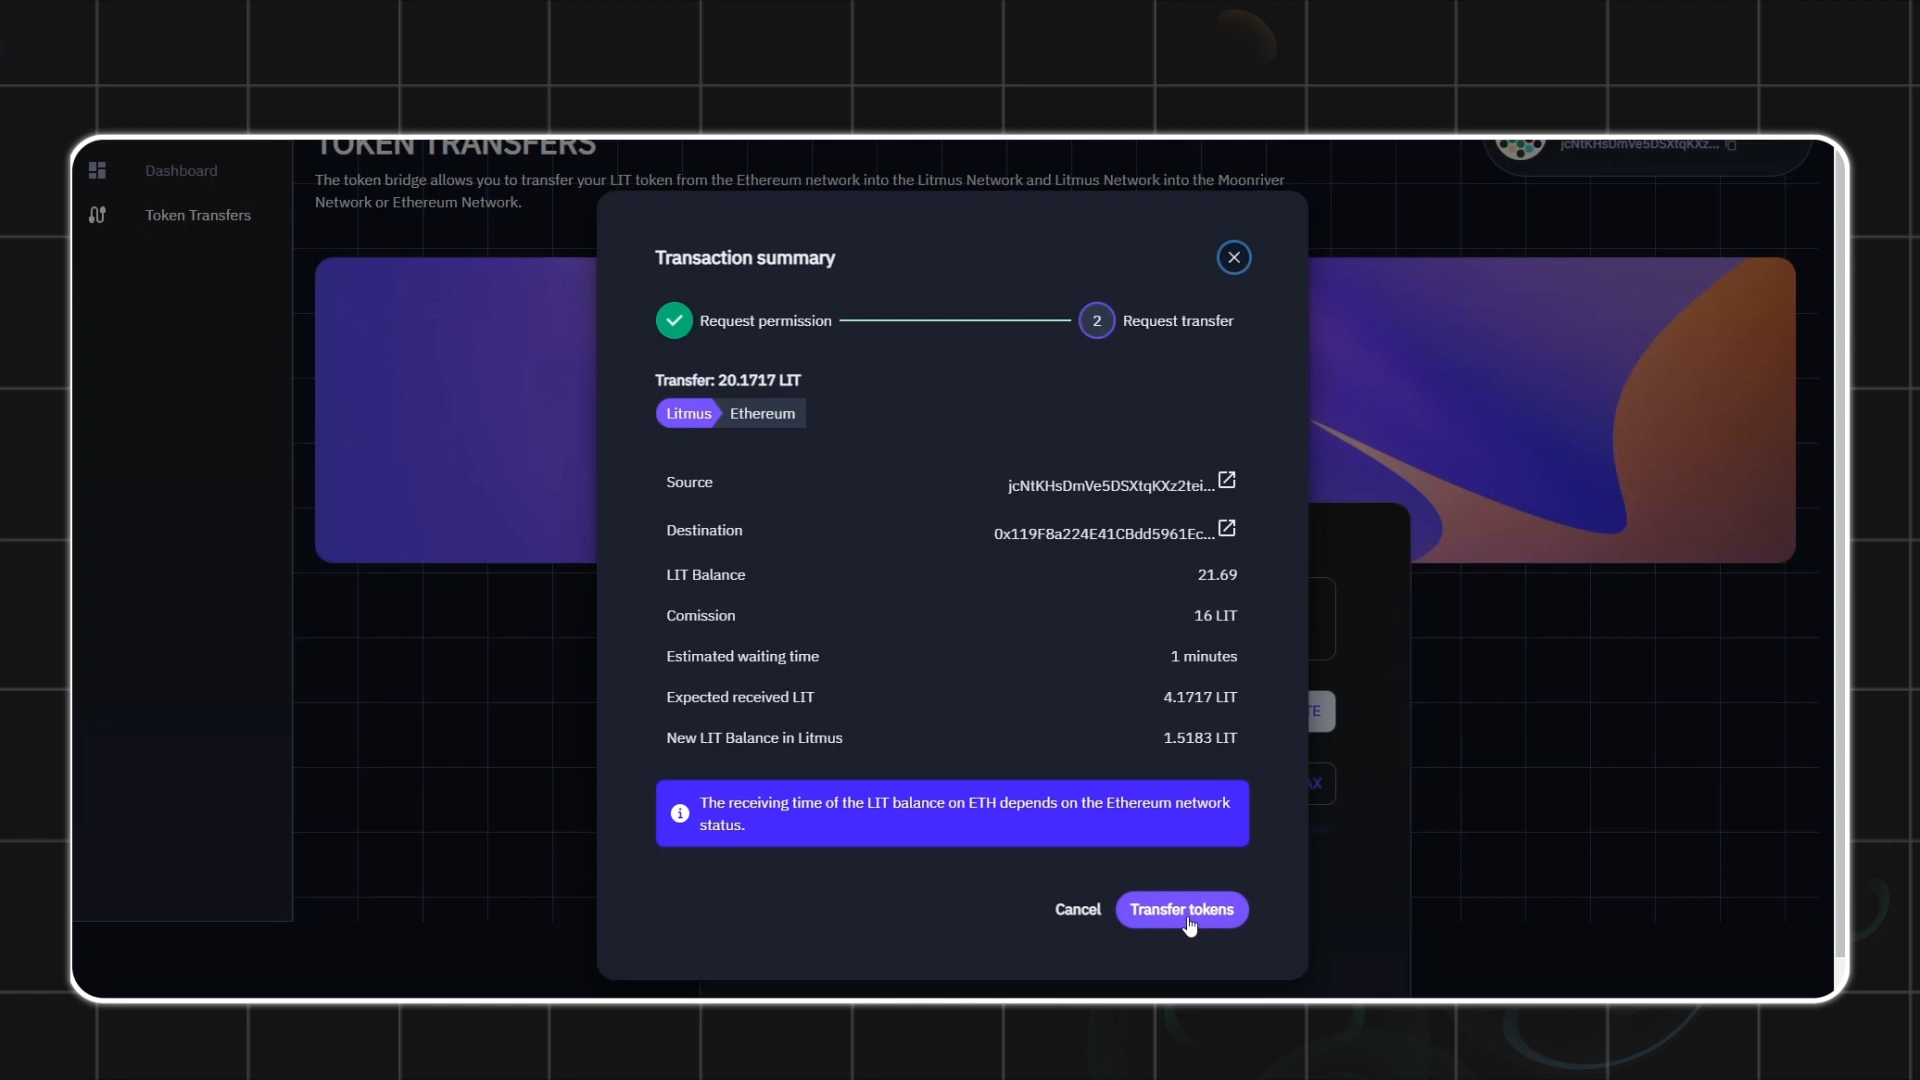 Dashboard
Token Transfers
TOKEN TRANSFERS
The token bridge allows you to transfer your LIT token from the Ethereum network into the Litmus Network and Litmus Network into the Moonriver
Network or Ethereum Network.
jcNtKHsDmVe5DSXtqKXz...
Transaction summary
Request permission
2 Request transfer
Transfer: 20.1717 LIT
Litmus Ethereum
Source jcNtKHsDmVe5DSXtqKXz2tei...
Destination 0x119F8a224E41CBdd5961Ec...
LIT Balance 21.69
Comission 16 LIT
Estimated waiting time 1 minutes
Expected received LIT 4.1717 LIT
New LIT Balance in Litmus 1.5183 LIT
The receiving time of the LIT balance on ETH depends on the Ethereum network
status.
Cancel Transfer tokens